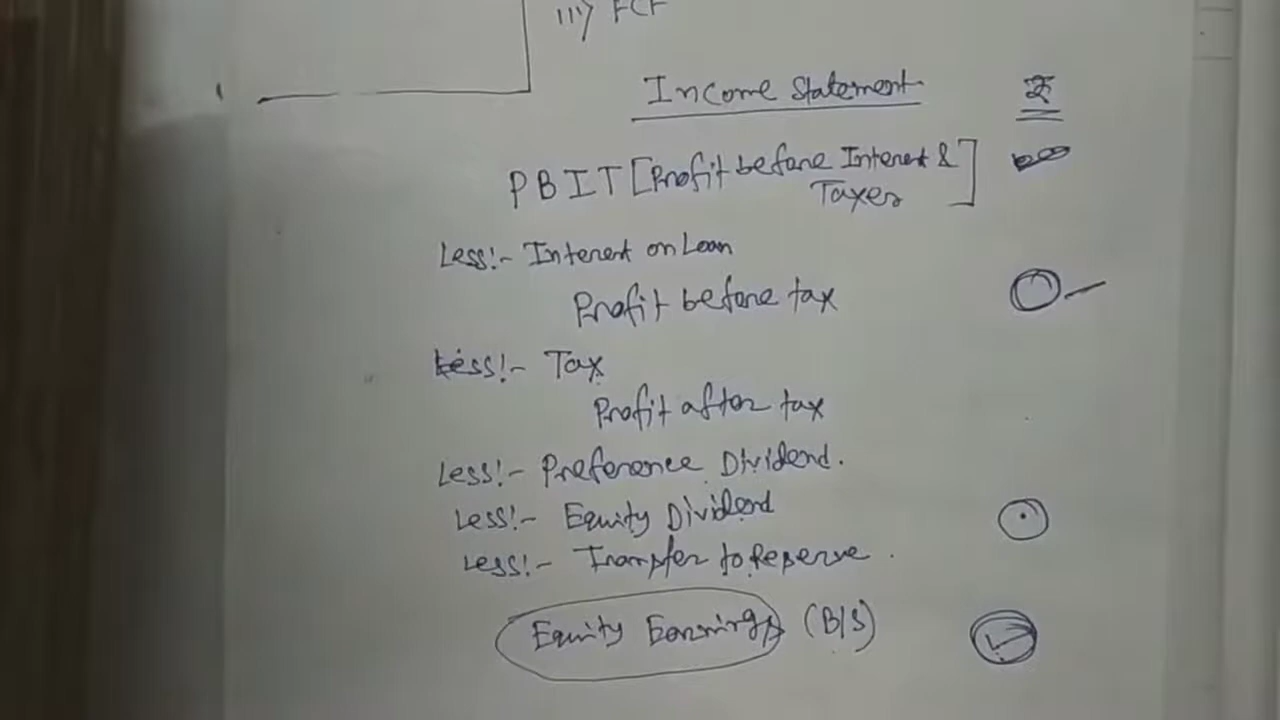 iii) FCF
Income Statement ₹
PBIT [Profit before Interest &
Taxes]
Less:- Interest on Loan
Profit before tax
Less:- Tax
Profit after tax
Less:- Preference Dividend.
Less:- Equity Dividend
Less:- Transfer to Reserve.
Equity Earnings (B/S)